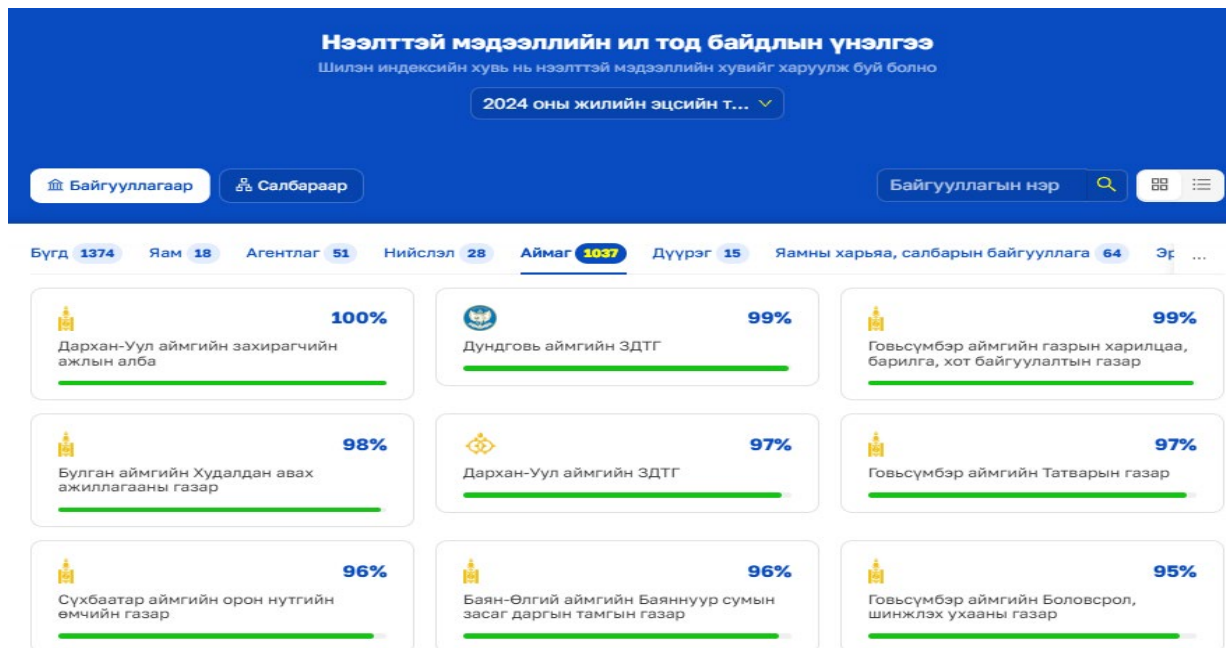 Нээлттэй мэдээллийн ил тод байдлын үнэлгээ
Шилэн индексийн хувь нь нээлттэй мэдээллийн хувийг харуулж буй болно
2024 оны жилийн эцсийн т...
Байгууллагаар
Салбараар
Байгууллагын нэр
Бүгд 1374 Яам 18 Агентлаг 51 Нийслэл 28 Аймаг 1037 Дүүрэг 15 Яамны харьяа, салбарын байгууллага 64 Эр ...
100%
Дархан-Уул аймгийн захирагчийн
ажлын алба
99%
Дундговь аймгийн ЗДТГ
99%
Говьсүмбэр аймгийн газрын харилцаа,
барилга, хот байгуулалтын газар
98%
Булган аймгийн Худалдан авах
ажиллагааны газар
97%
Дархан-Уул аймгийн ЗДТГ
97%
Говьсүмбэр аймгийн Татварын газар
96%
Сүхбаатар аймгийн орон нутгийн
өмчийн газар
96%
Баян-Өлгий аймгийн Баяннуур сумын
засаг даргын тамгын газар
95%
Говьсүмбэр аймгийн Боловсрол,
шинжлэх ухааны газар